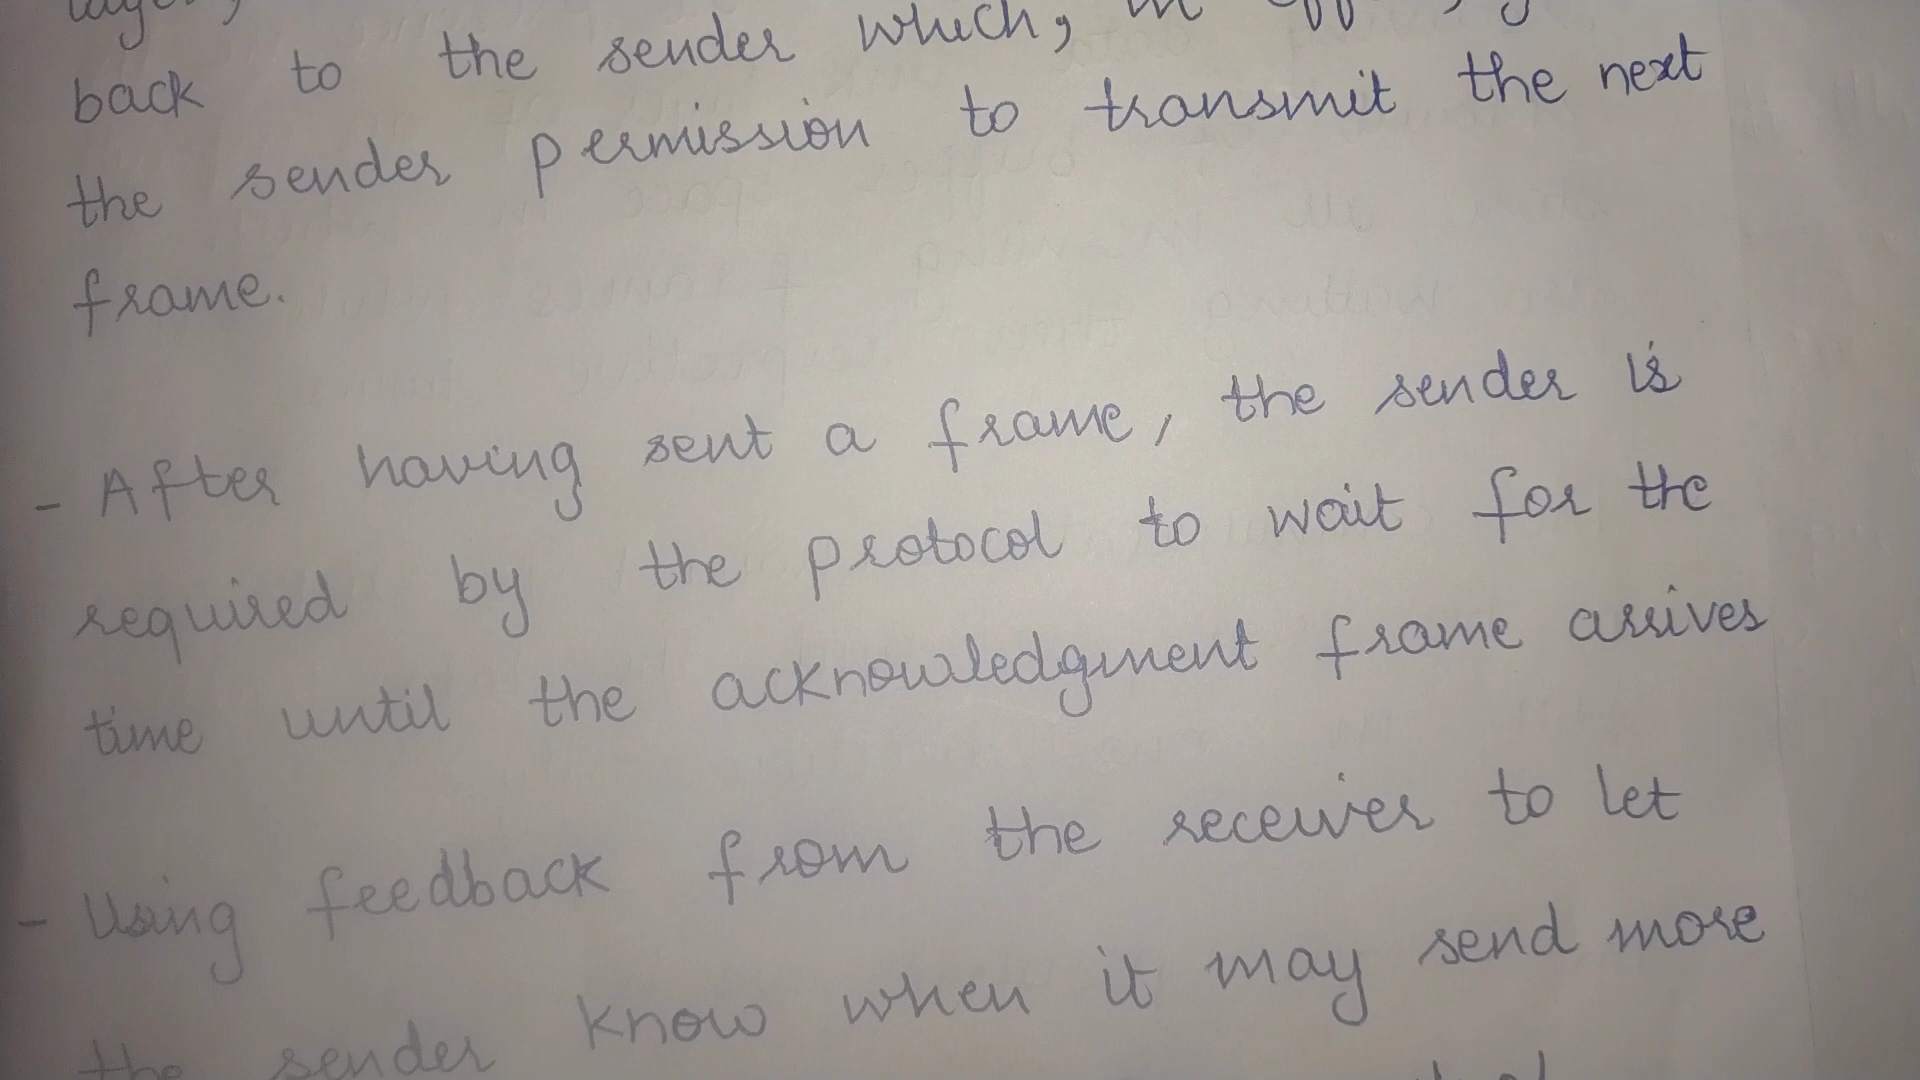 back to the sender which, in
the sender permission to transmit the next
frame.
- After having sent a frame, the sender is
required by the protocol to wait for the
time until the acknowledgment frame arrives
- Using feedback from the receiver to let
the sender know when it may send more